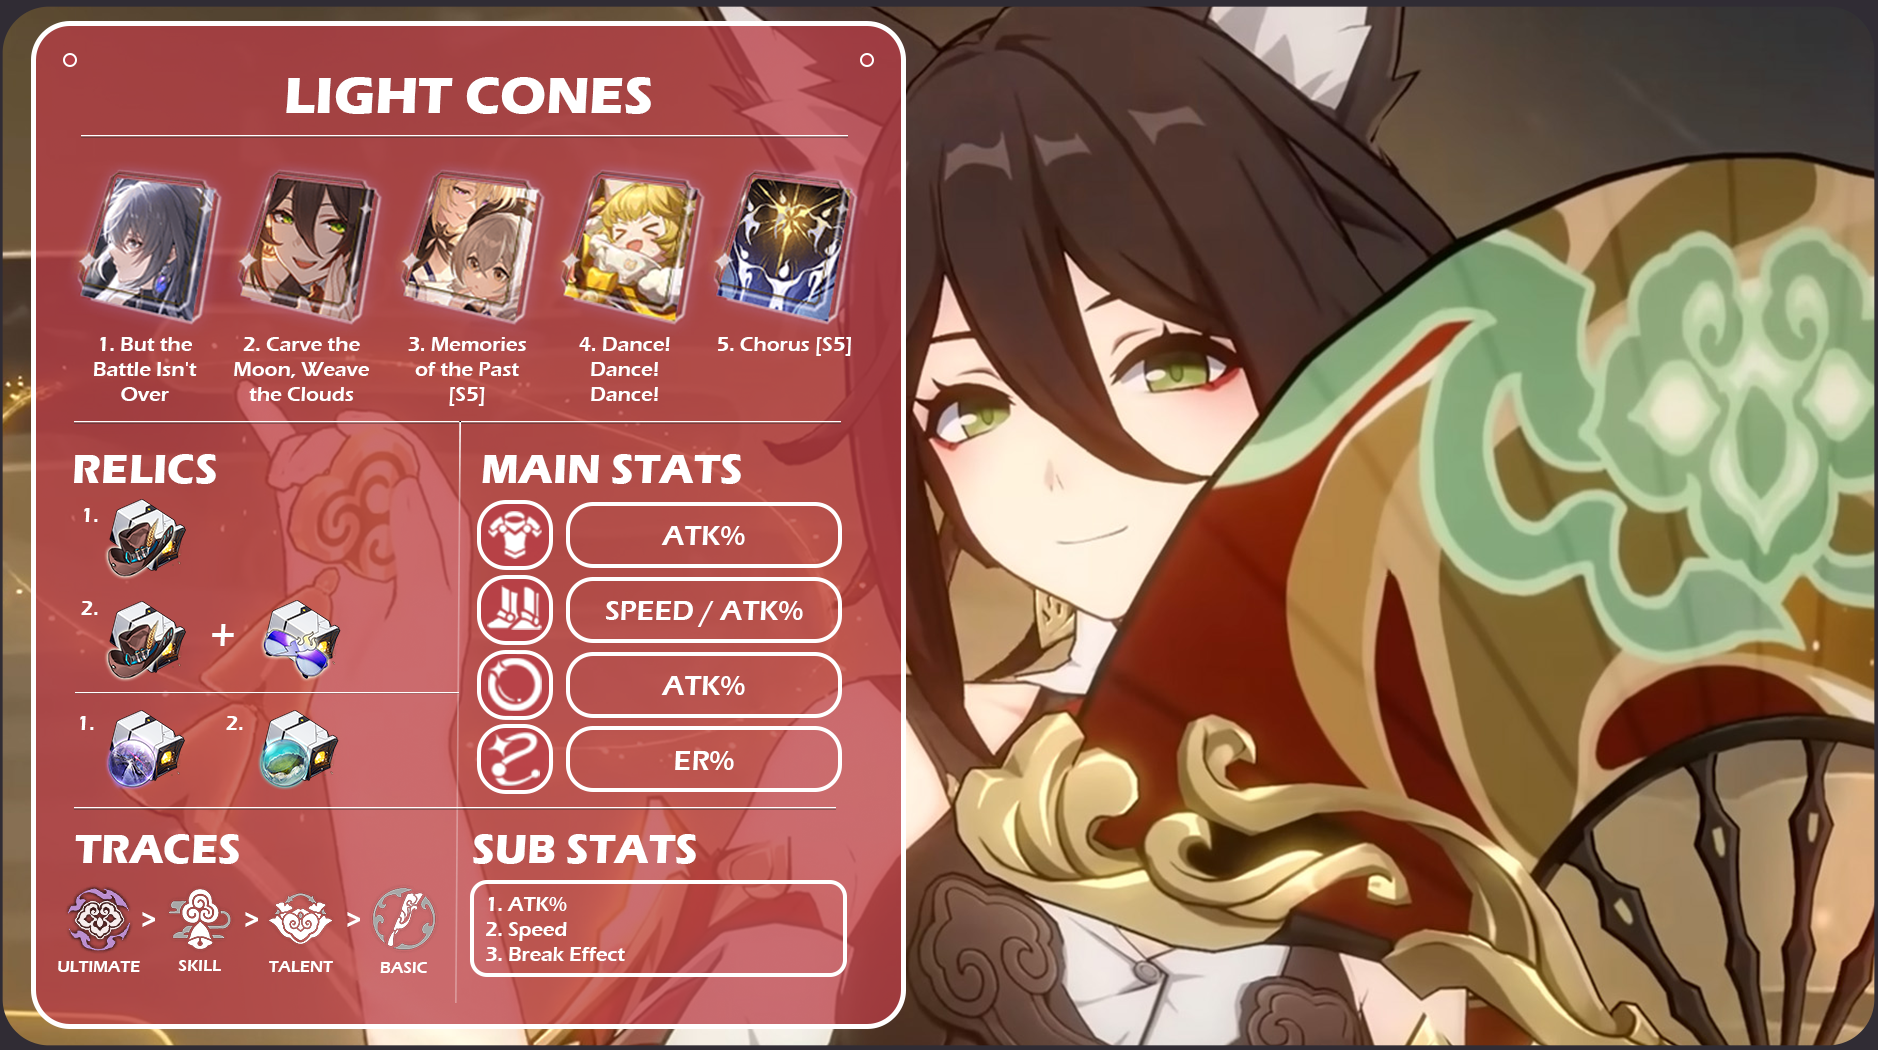 LIGHT CONES
1. But the
Battle Isn't
Over
2. Carve the
Moon, Weave
the Clouds
3. Memories
of the Past
[S5]
4. Dance!
Dance!
Dance!
5. Chorus [S5]
RELICS
1.
2.
+
1.
2.
MAIN STATS
ATK%
SPEED / ATK%
ATK%
ER%
TRACES
> > >
ULTIMATE
SKILL
TALENT
BASIC
SUB STATS
1. ATK%
2. Speed
3. Break Effect